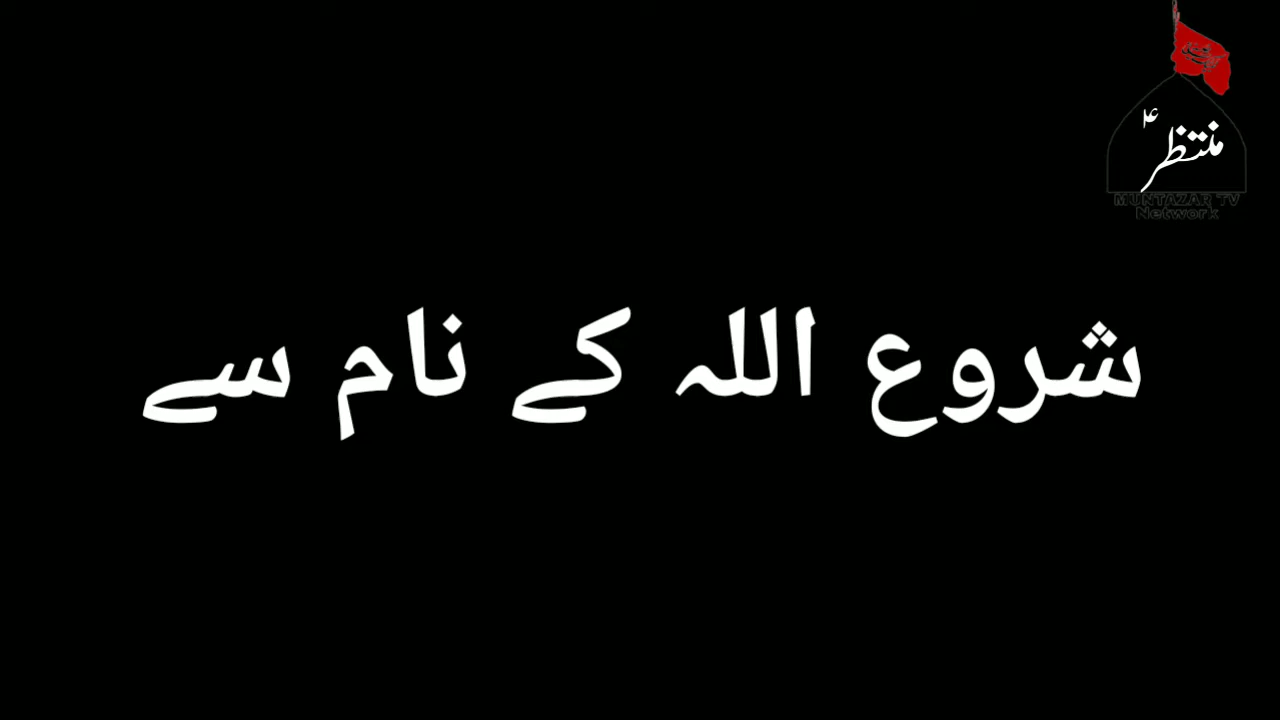 منتظر ؑ
MUNTAZAR TV
Network
شروع اللہ کے نام سے